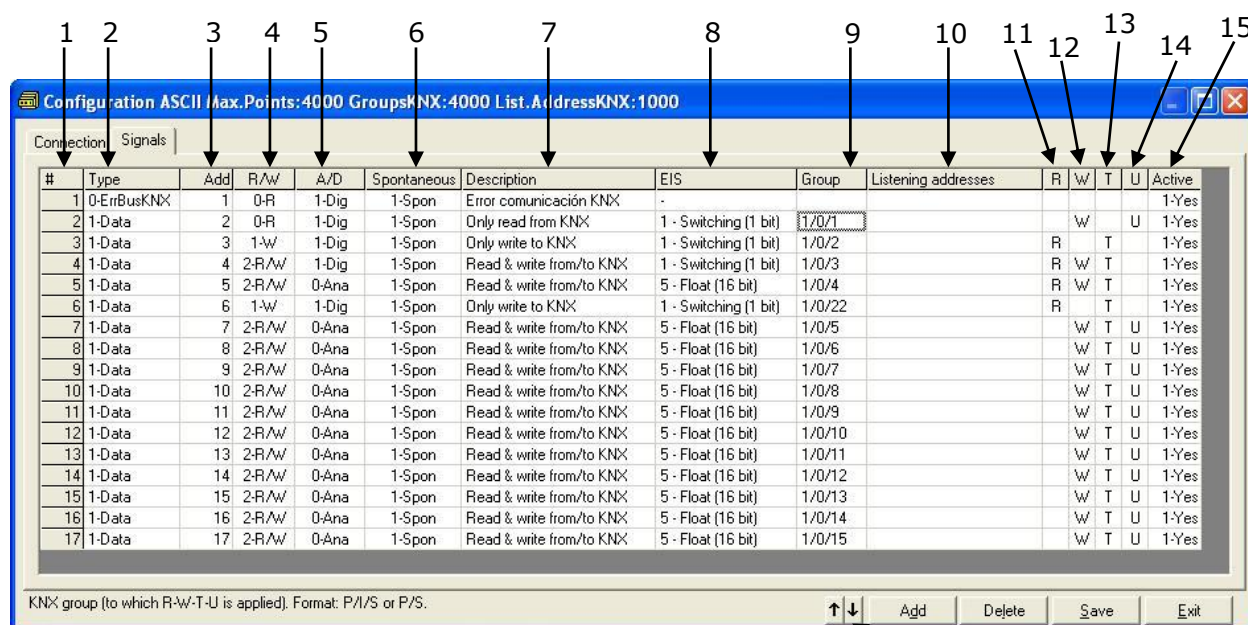 1 2 3 4 5 6 7 8 9 10 11 12 13 14 15
Configuration ASCII Max.Points:4000 GroupsKNX:4000 List.AddressKNX:1000
Connection Signals
# Type Add R/W A/D Spontaneous Description EIS Group Listening addresses R W T U Active
1 0-ErrBusKNX 1 0-R 1-Dig 1-Spon Error comunicación KNX - 1-Yes
2 1-Data 2 0-R 1-Dig 1-Spon Only read from KNX 1 - Switching (1 bit) 1/0/1 W U 1-Yes
3 1-Data 3 1-W 1-Dig 1-Spon Only write to KNX 1 - Switching (1 bit) 1/0/2 R T 1-Yes
4 1-Data 4 2-R/W 1-Dig 1-Spon Read & write from/to KNX 1 - Switching (1 bit) 1/0/3 R W T 1-Yes
5 1-Data 5 2-R/W 0-Ana 1-Spon Read & write from/to KNX 5 - Float (16 bit) 1/0/4 R W T 1-Yes
6 1-Data 6 1-W 1-Dig 1-Spon Only write to KNX 1 - Switching (1 bit) 1/0/22 R T 1-Yes
7 1-Data 7 2-R/W 0-Ana 1-Spon Read & write from/to KNX 5 - Float (16 bit) 1/0/5 W T U 1-Yes
8 1-Data 8 2-R/W 0-Ana 1-Spon Read & write from/to KNX 5 - Float (16 bit) 1/0/6 W T U 1-Yes
9 1-Data 9 2-R/W 0-Ana 1-Spon Read & write from/to KNX 5 - Float (16 bit) 1/0/7 W T U 1-Yes
10 1-Data 10 2-R/W 0-Ana 1-Spon Read & write from/to KNX 5 - Float (16 bit) 1/0/8 W T U 1-Yes
11 1-Data 11 2-R/W 0-Ana 1-Spon Read & write from/to KNX 5 - Float (16 bit) 1/0/9 W T U 1-Yes
12 1-Data 12 2-R/W 0-Ana 1-Spon Read & write from/to KNX 5 - Float (16 bit) 1/0/10 W T U 1-Yes
13 1-Data 13 2-R/W 0-Ana 1-Spon Read & write from/to KNX 5 - Float (16 bit) 1/0/11 W T U 1-Yes
14 1-Data 14 2-R/W 0-Ana 1-Spon Read & write from/to KNX 5 - Float (16 bit) 1/0/12 W T U 1-Yes
15 1-Data 15 2-R/W 0-Ana 1-Spon Read & write from/to KNX 5 - Float (16 bit) 1/0/13 W T U 1-Yes
16 1-Data 16 2-R/W 0-Ana 1-Spon Read & write from/to KNX 5 - Float (16 bit) 1/0/14 W T U 1-Yes
17 1-Data 17 2-R/W 0-Ana 1-Spon Read & write from/to KNX 5 - Float (16 bit) 1/0/15 W T U 1-Yes
KNX group (to which R-W-T-U is applied). Format: P/I/S or P/S. Add Delete Save Exit